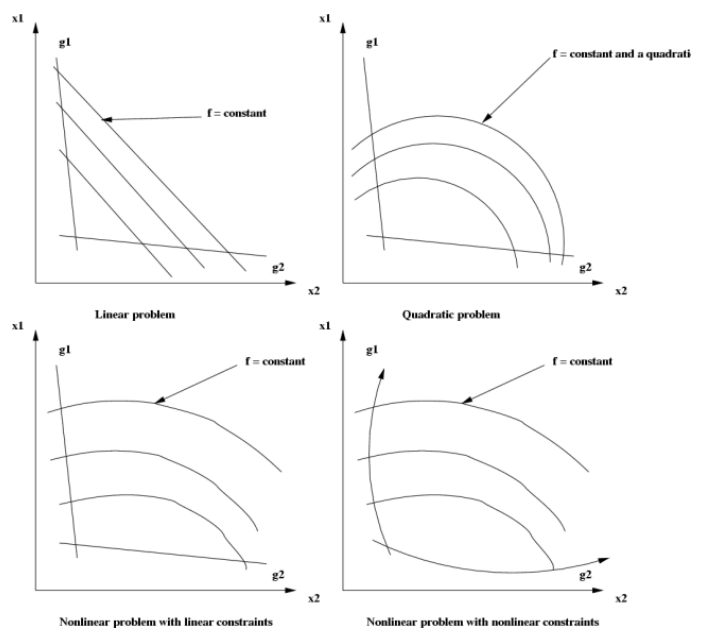 x1
g1
f = constant
g2
x2
Linear problem
x1
g1
f = constant and a quadrati
g2
x2
Quadratic problem
x1
g1
f = constant
g2
x2
Nonlinear problem with linear constraints
x1
g1
f = constant
g2
x2
Nonlinear problem with nonlinear constraints